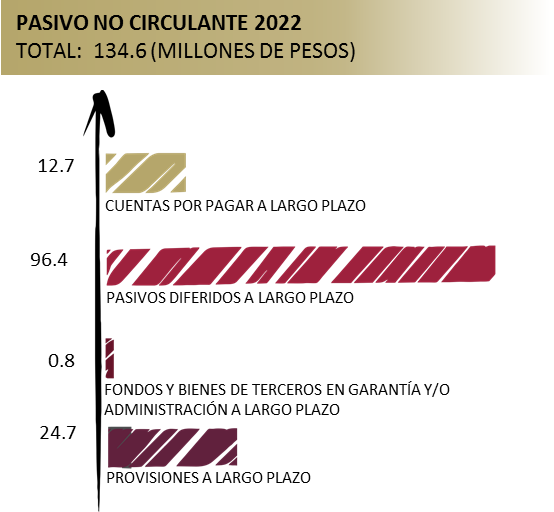 PASIVO NO CIRCULANTE 2022
TOTAL: 134.6 (MILLONES DE PESOS)
12.7
CUENTAS POR PAGAR A LARGO PLAZO
96.4
PASIVOS DIFERIDOS A LARGO PLAZO
0.8
FONDOS Y BIENES DE TERCEROS EN GARANTÍA Y/O
ADMINISTRACIÓN A LARGO PLAZO
24.7
PROVISIONES A LARGO PLAZO